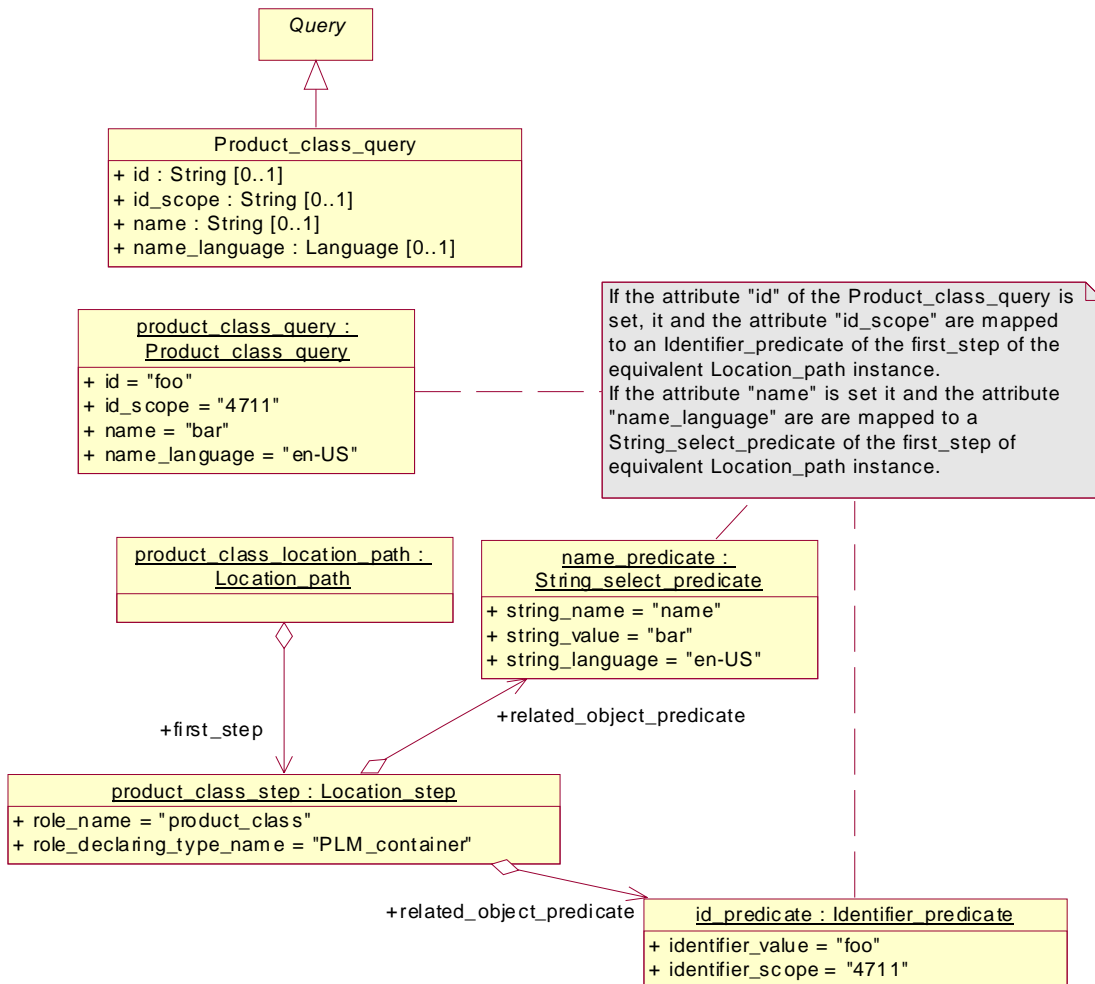 Query
Product_class_query
+ id : String [0..1]
+ id_scope : String [0..1]
+ name : String [0..1]
+ name_language : Language [0..1]
product_class_query :
Product_class_query
+ id = "foo"
+ id_scope = "4711"
+ name = "bar"
+ name_language = "en-US"
If the attribute "id" of the Product_class_query is
set, it and the attribute "id_scope" are mapped
to an Identifier_predicate of the first_step of the
equivalent Location_path instance.
If the attribute "name" is set it and the attribute
"name_language" are are mapped to a
String_select_predicate of the first_step of
equivalent Location_path instance.
product_class_location_path :
Location_path
name_predicate :
String_select_predicate
+ string_name = "name"
+ string_value = "bar"
+ string_language = "en-US"
+first_step
+related_object_predicate
product_class_step : Location_step
+ role_name = "product_class"
+ role_declaring_type_name = "PLM_container"
+related_object_predicate
id_predicate : Identifier_predicate
+ identifier_value = "foo"
+ identifier_scope = "4711"